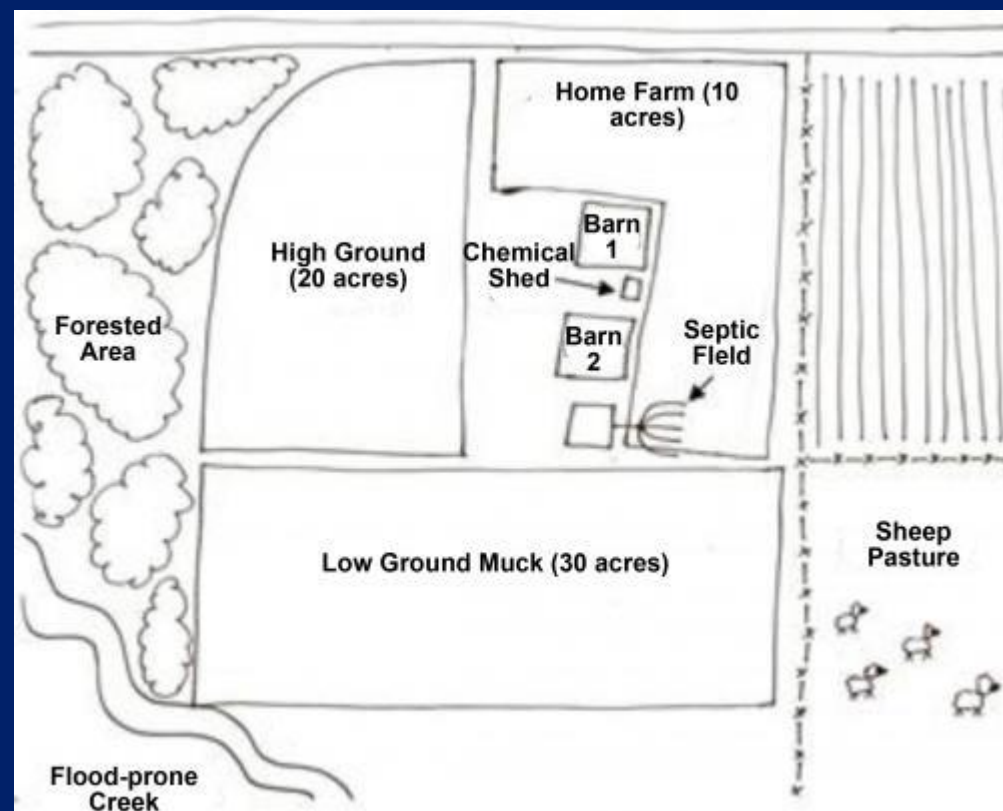 Home Farm (10
acres)
Barn
1
High Ground
(20 acres)
Chemical
Shed
Forested
Area
Barn
2
Septic
FIeld
Low Ground Muck (30 acres)
Sheep
Pasture
Flood-prone
Creek